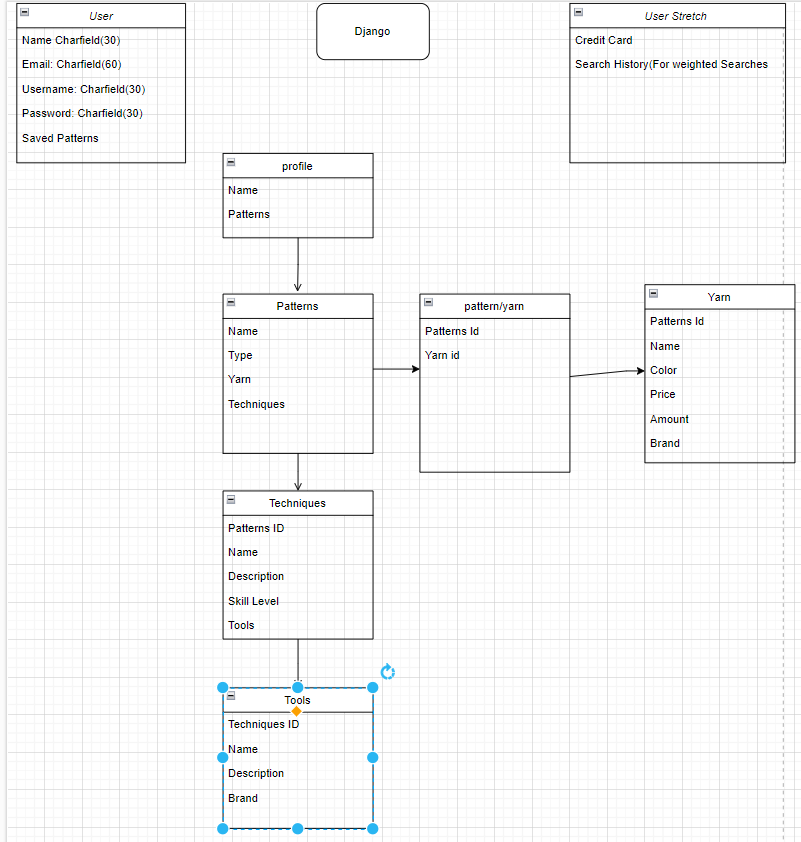 User
Name Charfield(30)
Email: Charfield(60)
Username: Charfield(30)
Password: Charfield(30)
Saved Patterns
Django
User Stretch
Credit Card
Search History(For weighted Searches
profile
Name
Patterns
Patterns
Name
Type
Yarn
Techniques
pattern/yarn
Patterns Id
Yarn id
Yarn
Patterns Id
Name
Color
Price
Amount
Brand
Techniques
Patterns ID
Name
Description
Skill Level
Tools
Tools
Techniques ID
Name
Description
Brand